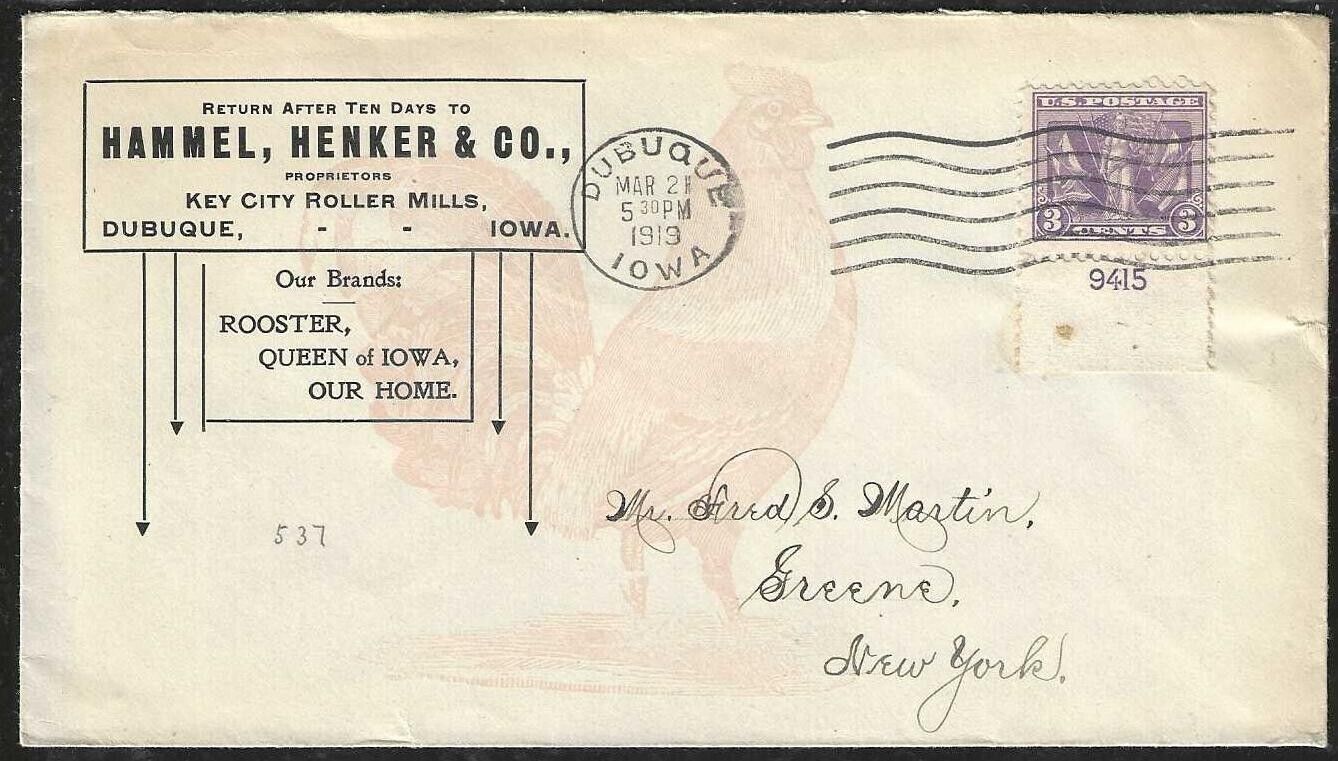 RETURN AFTER TEN DAYS TO
HAMMEL, HENKER & CO.,
PROPRIETORS
KEY CITY ROLLER MILLS,
DUBUQUE, - - IOWA.
Our Brands:
ROOSTER,
QUEEN of IOWA,
OUR HOME.
DUBUQUE
MAR 21
5 30 PM
1919
IOWA
U.S. POSTAGE
3 CENTS 3
9415
537
Mr. Fred S. Martin,
Greene,
New York.